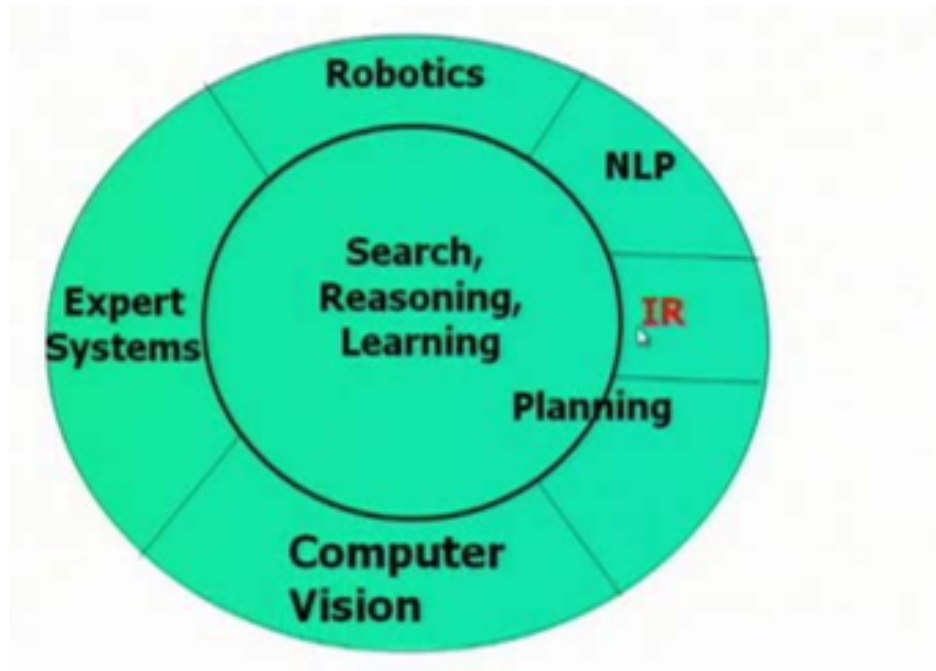 Robotics
NLP
Search,
Reasoning,
Learning
Expert
Systems
IR
Planning
Computer
Vision